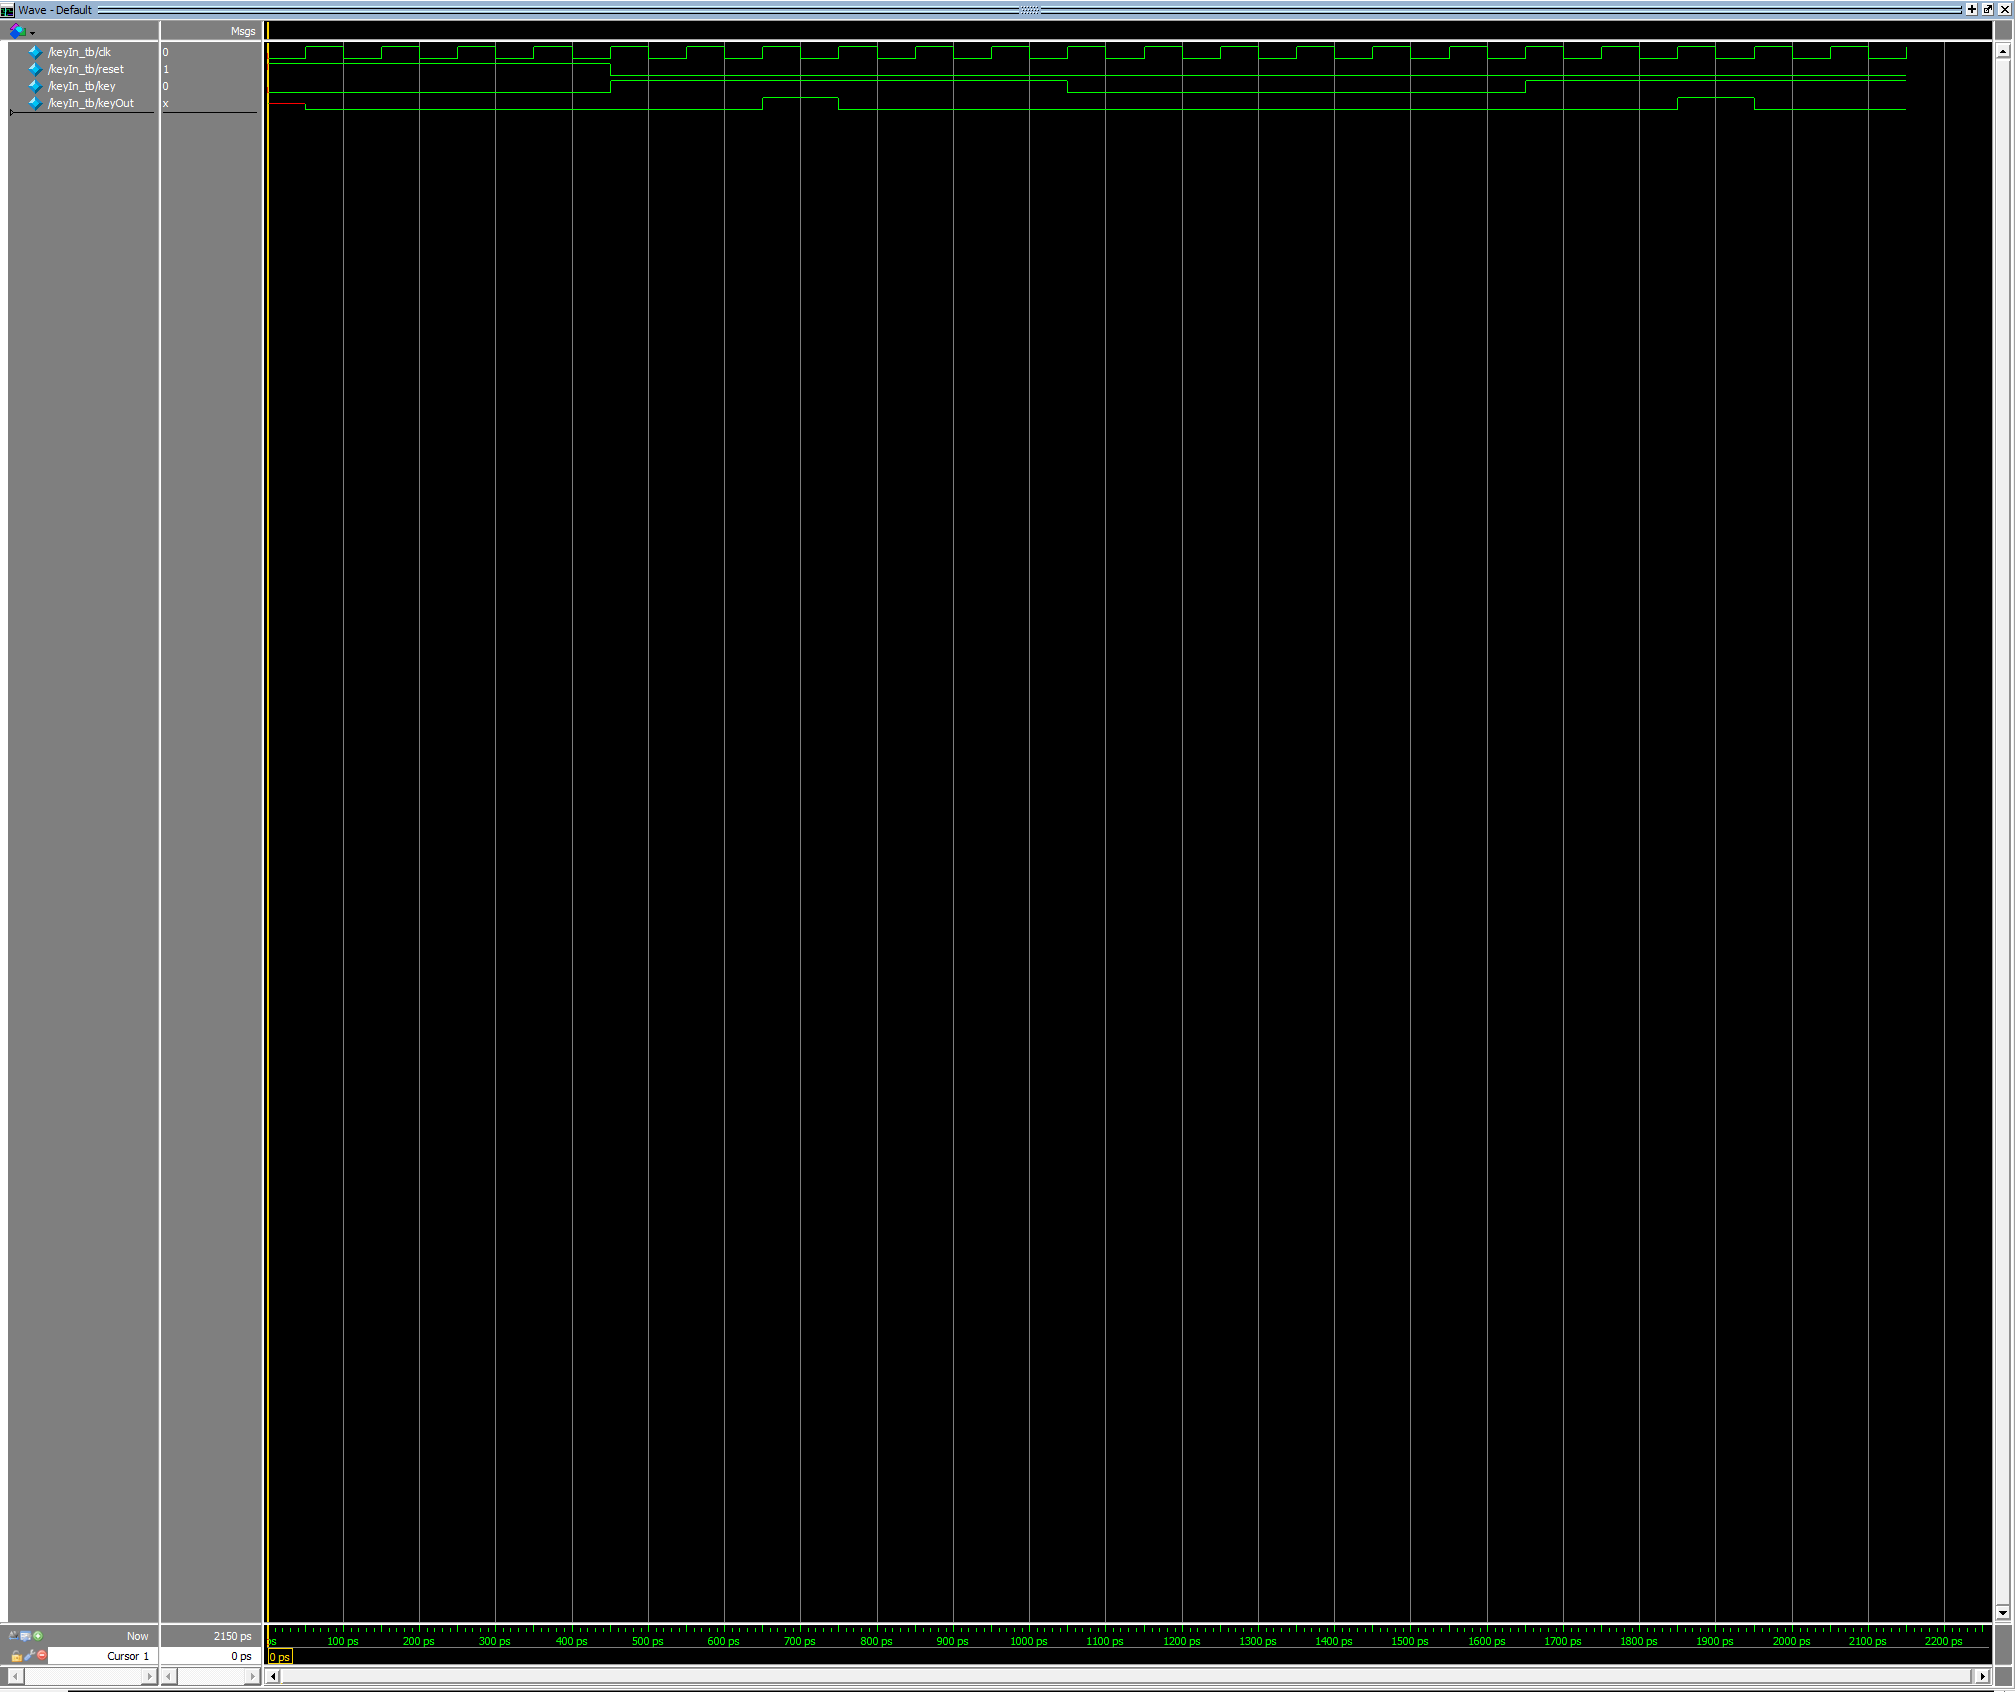 Wave - Default
Msgs
/keyIn_tb/clk 0
/keyIn_tb/reset 1
/keyIn_tb/key 0
/keyIn_tb/keyOut x
Now 2150 ps
ps 100 ps 200 ps 300 ps 400 ps 500 ps 600 ps 700 ps 800 ps 900 ps 1000 ps 1100 ps 1200 ps 1300 ps 1400 ps 1500 ps 1600 ps 1700 ps 1800 ps 1900 ps 2000 ps 2100 ps 2200 ps
Cursor 1 0 ps 0 ps